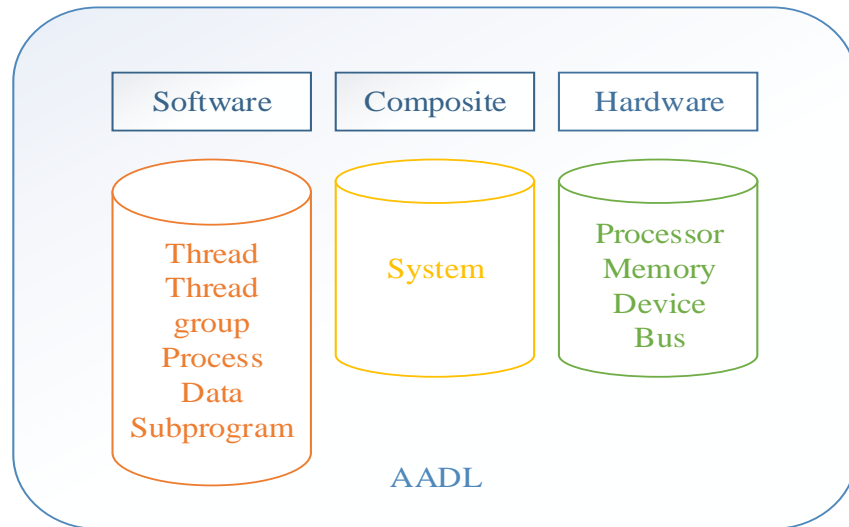 Software
Composite
Hardware
Thread
Thread
group
Process
Data
Subprogram
System
Processor
Memory
Device
Bus
AADL